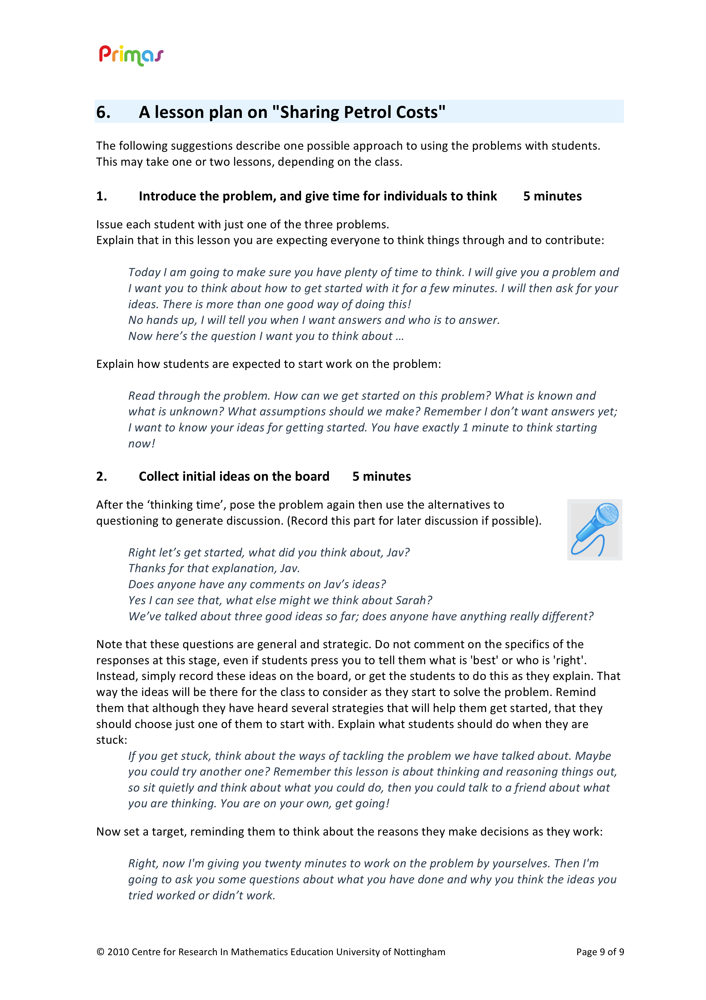 Primas
6. A lesson plan on "Sharing Petrol Costs"
The following suggestions describe one possible approach to using the problems with students.
This may take one or two lessons, depending on the class.
1. Introduce the problem, and give time for individuals to think 5 minutes
Issue each student with just one of the three problems.
Explain that in this lesson you are expecting everyone to think things through and to contribute:
Today I am going to make sure you have plenty of time to think. I will give you a problem and
I want you to think about how to get started with it for a few minutes. I will then ask for your
ideas. There is more than one good way of doing this!
No hands up, I will tell you when I want answers and who is to answer.
Now here’s the question I want you to think about …
Explain how students are expected to start work on the problem:
Read through the problem. How can we get started on this problem? What is known and
what is unknown? What assumptions should we make? Remember I don’t want answers yet;
I want to know your ideas for getting started. You have exactly 1 minute to think starting
now!
2. Collect initial ideas on the board 5 minutes
After the ‘thinking time’, pose the problem again then use the alternatives to
questioning to generate discussion. (Record this part for later discussion if possible).
Right let’s get started, what did you think about, Jav?
Thanks for that explanation, Jav.
Does anyone have any comments on Jav’s ideas?
Yes I can see that, what else might we think about Sarah?
We’ve talked about three good ideas so far; does anyone have anything really different?
Note that these questions are general and strategic. Do not comment on the specifics of the
responses at this stage, even if students press you to tell them what is 'best' or who is 'right'.
Instead, simply record these ideas on the board, or get the students to do this as they explain. That
way the ideas will be there for the class to consider as they start to solve the problem. Remind
them that although they have heard several strategies that will help them get started, that they
should choose just one of them to start with. Explain what students should do when they are
stuck:
If you get stuck, think about the ways of tackling the problem we have talked about. Maybe
you could try another one? Remember this lesson is about thinking and reasoning things out,
so sit quietly and think about what you could do, then you could talk to a friend about what
you are thinking. You are on your own, get going!
Now set a target, reminding them to think about the reasons they make decisions as they work:
Right, now I'm giving you twenty minutes to work on the problem by yourselves. Then I'm
going to ask you some questions about what you have done and why you think the ideas you
tried worked or didn’t work.
© 2010 Centre for Research In Mathematics Education University of Nottingham Page 9 of 9